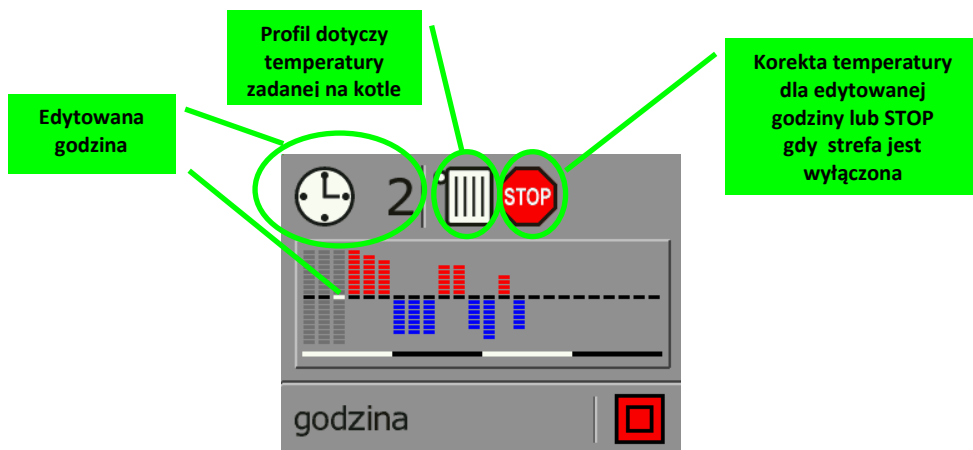 Profil dotyczy
temperatury
zadanej na kotle
Korekta temperatury
dla edytowanej
godziny lub STOP
gdy strefa jest
wyłączona
Edytowana
godzina
2
STOP
godzina